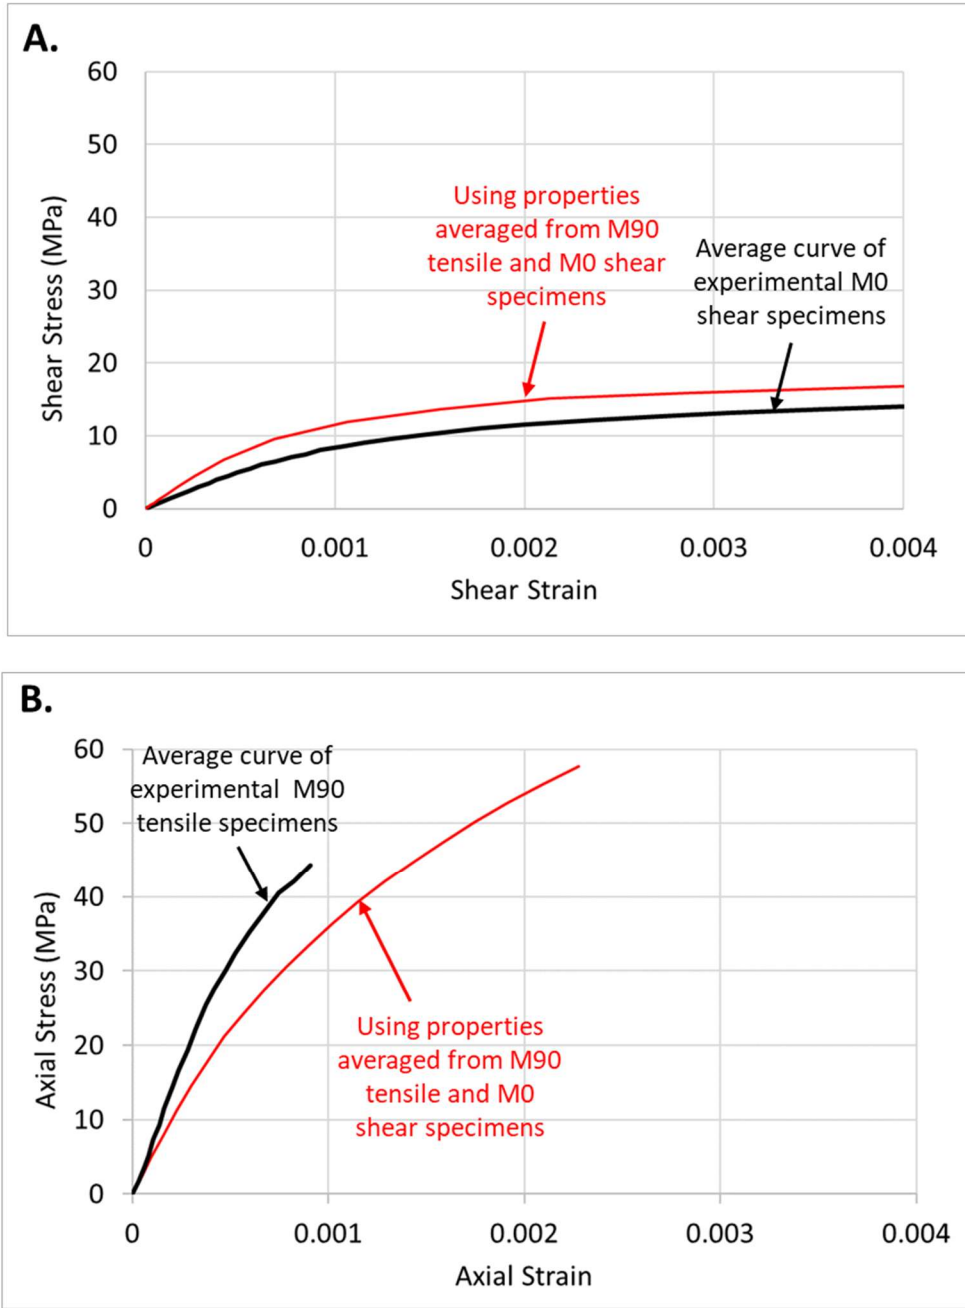 A.
60
50
40
30
20
10
0
Shear Stress (MPa)
Using properties
averaged from M90
tensile and M0 shear
specimens
Average curve of
experimental M0
shear specimens
0 0.001 0.002 0.003 0.004
Shear Strain
B.
60
50
40
30
20
10
0
Axial Stress (MPa)
Average curve of
experimental M90
tensile specimens
Using properties
averaged from M90
tensile and M0
shear specimens
0 0.001 0.002 0.003 0.004
Axial Strain